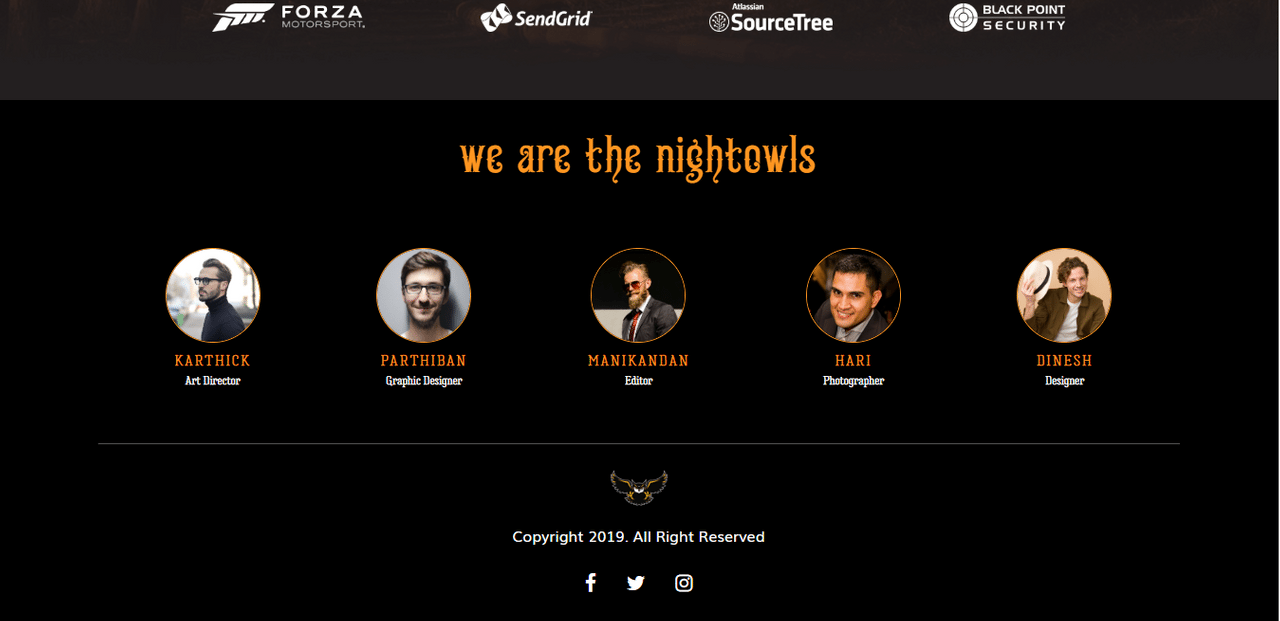 FORZA
MOTORSPORT.
SendGrid
Atlassian
SourceTree
BLACK POINT
SECURITY
we are the nightowls
KARTHICK
Art Director
PARTHIBAN
Graphic Designer
MANIKANDAN
Editor
HARI
Photographer
DINESH
Designer
Copyright 2019. All Right Reserved